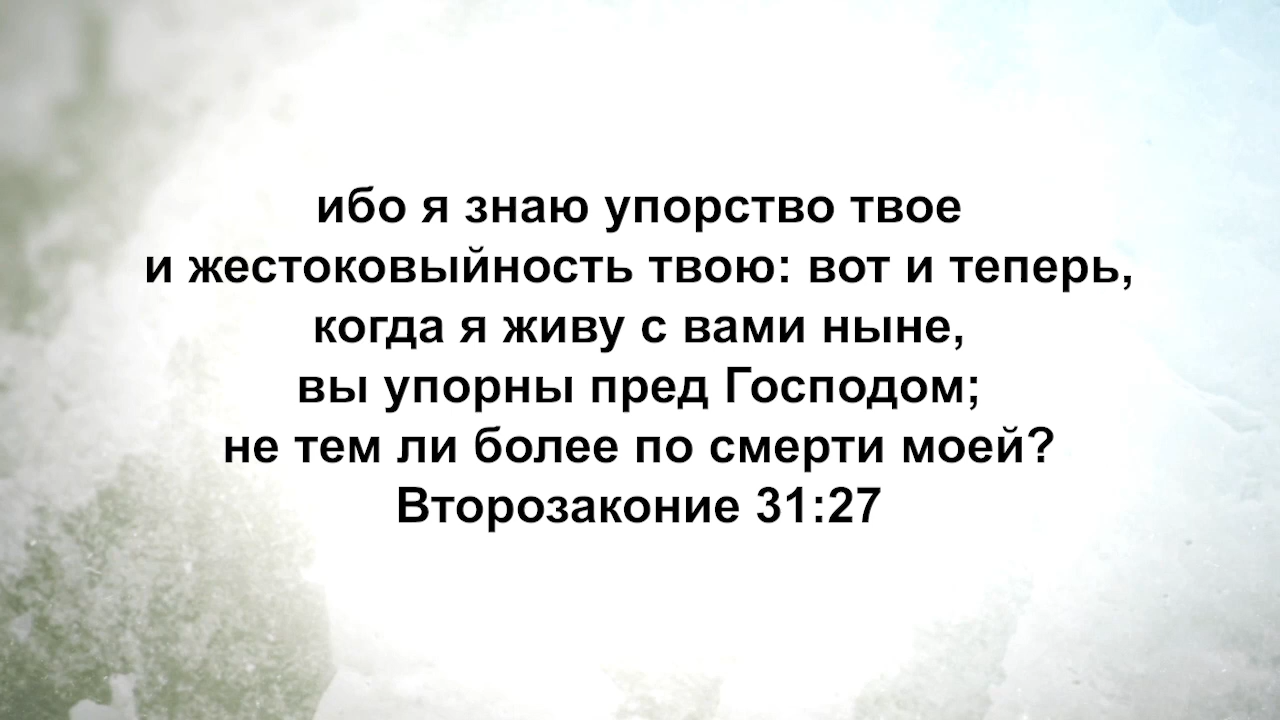 ибо я знаю упорство твое
и жестоковыйность твою: вот и теперь,
когда я живу с вами ныне,
вы упорны пред Господом;
не тем ли более по смерти моей?
Второзаконие 31:27